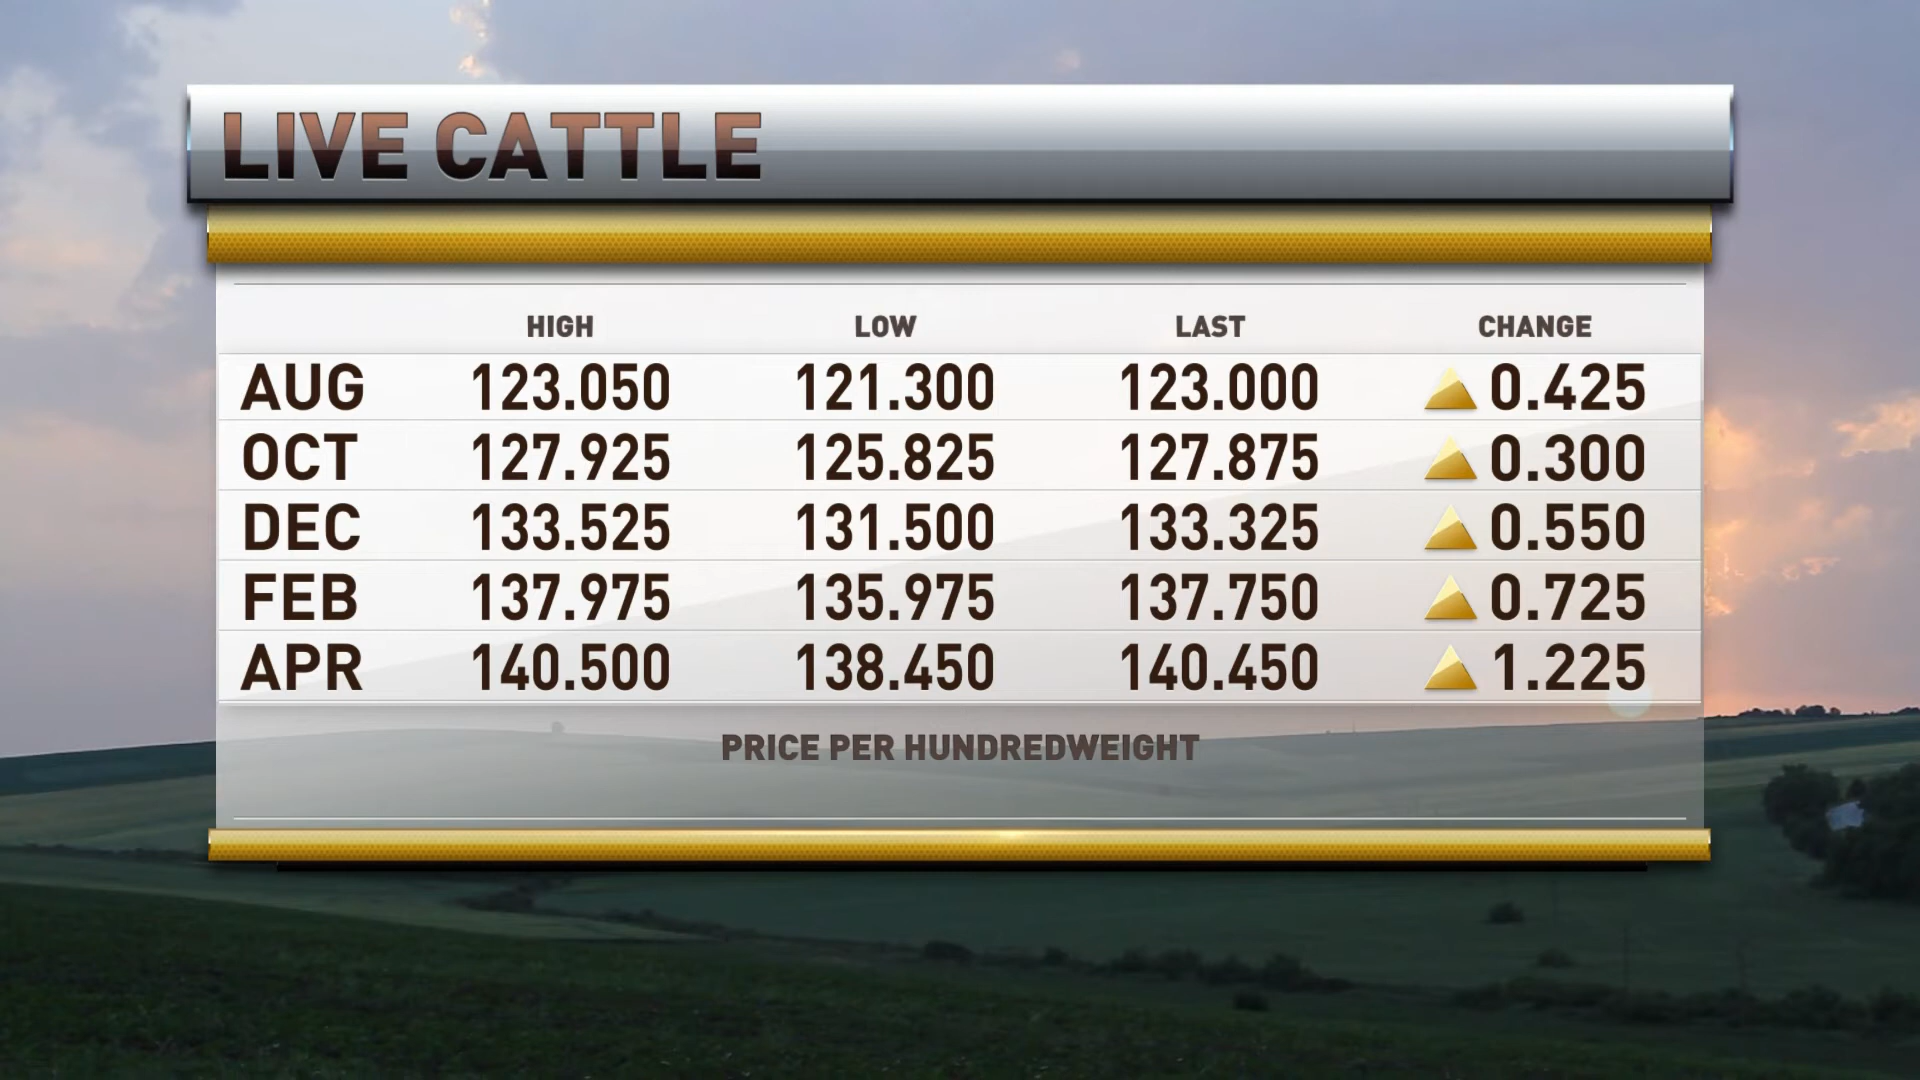 LIVE CATTLE
HIGH LOW LAST CHANGE
AUG 123.050 121.300 123.000 0.425
OCT 127.925 125.825 127.875 0.300
DEC 133.525 131.500 133.325 0.550
FEB 137.975 135.975 137.750 0.725
APR 140.500 138.450 140.450 1.225
PRICE PER HUNDREDWEIGHT